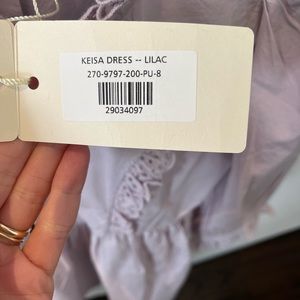 KEISA DRESS -- LILAC
270-9797-200-PU-8
29034097